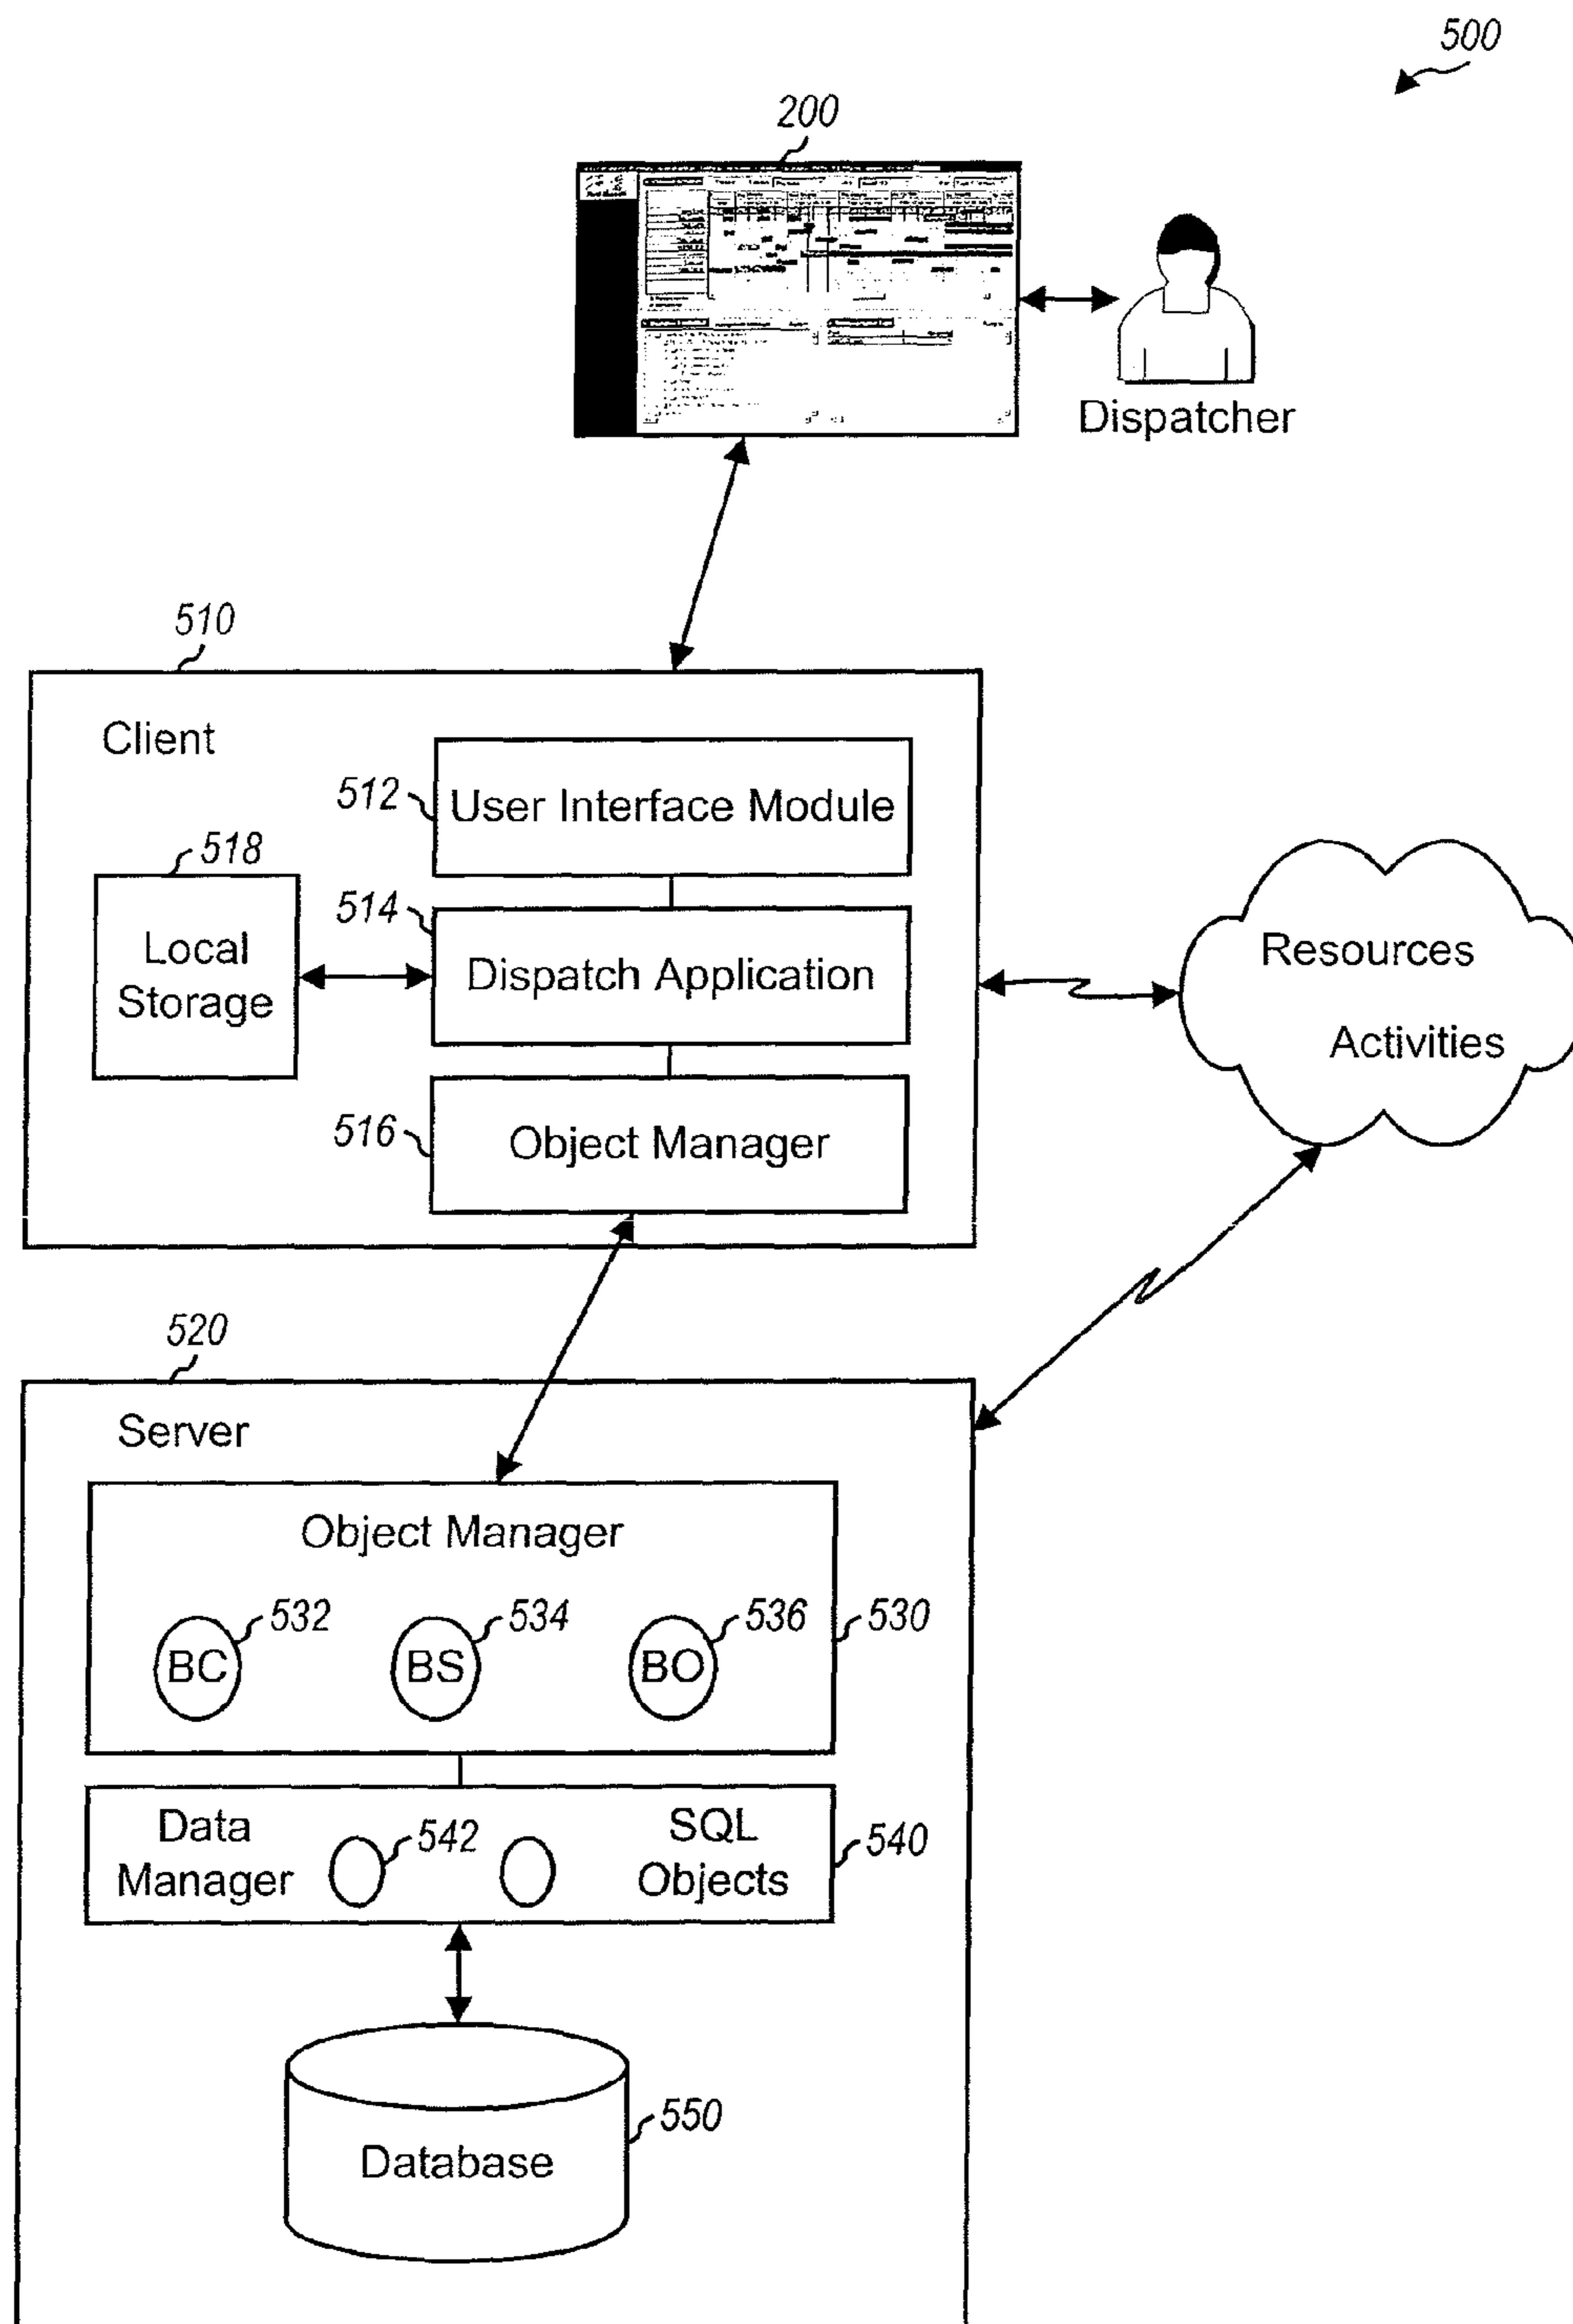 500
200
Dispatcher
510
Client
512
User Interface Module
518
514
Local
Storage
Dispatch Application
Resources
Activities
516
Object Manager
520
Server
Object Manager
532
534
536
530
BC
BS
BO
Data
Manager
542
SQL
Objects
540
550
Database